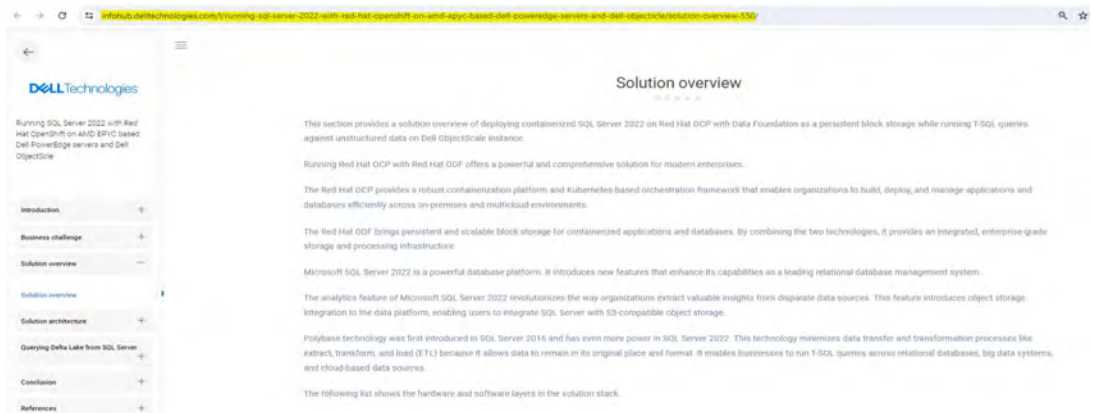 infohub.delltechnologies.com/l/running-sql-server-2022-with-red-hat-openshift-on-amd-epyc-based-dell-poweredge-servers-and-dell-objectscle/solution-overview-550/
DELLTechnologies
Running SQL Server 2022 with Red
Hat OpenShift on AMD EPYC based
Dell PowerEdge servers and Dell
ObjectScle
Introduction
Business challenge
Solution overview
Solution overview
Solution architecture
Querying Delta Lake from SQL Server
Conclusion
References
Solution overview
This section provides a solution overview of deploying containerized SQL Server 2022 on Red Hat OCP with Data Foundation as a persistent block storage while running T-SQL queries
against unstructured data on Dell ObjectScale instance.
Running Red Hat OCP with Red Hat ODF offers a powerful and comprehensive solution for modern enterprises.
The Red Hat OCP provides a robust containerization platform and Kubernetes-based orchestration framework that enables organizations to build, deploy, and manage applications and
databases efficiently across on-premises and multicloud environments.
The Red Hat ODF brings persistent and scalable block storage for containerized applications and databases. By combining the two technologies, it provides an integrated, enterprise-grade
storage and processing infrastructure.
Microsoft SQL Server 2022 is a powerful database platform. It introduces new features that enhance its capabilities as a leading relational database management system.
The analytics feature of Microsoft SQL Server 2022 revolutionizes the way organizations extract valuable insights from disparate data sources. This feature introduces object storage
integration to the data platform, enabling users to integrate SQL Server with S3-compatible object storage.
Polybase technology was first introduced in SQL Server 2016 and has even more power in SQL Server 2022. This technology minimizes data transfer and transformation processes like
extract, transform, and load (ETL) because it allows data to remain in its original place and format. It enables businesses to run T-SQL queries across relational databases, big data systems,
and cloud-based data sources.
The following list shows the hardware and software layers in the solution stack.